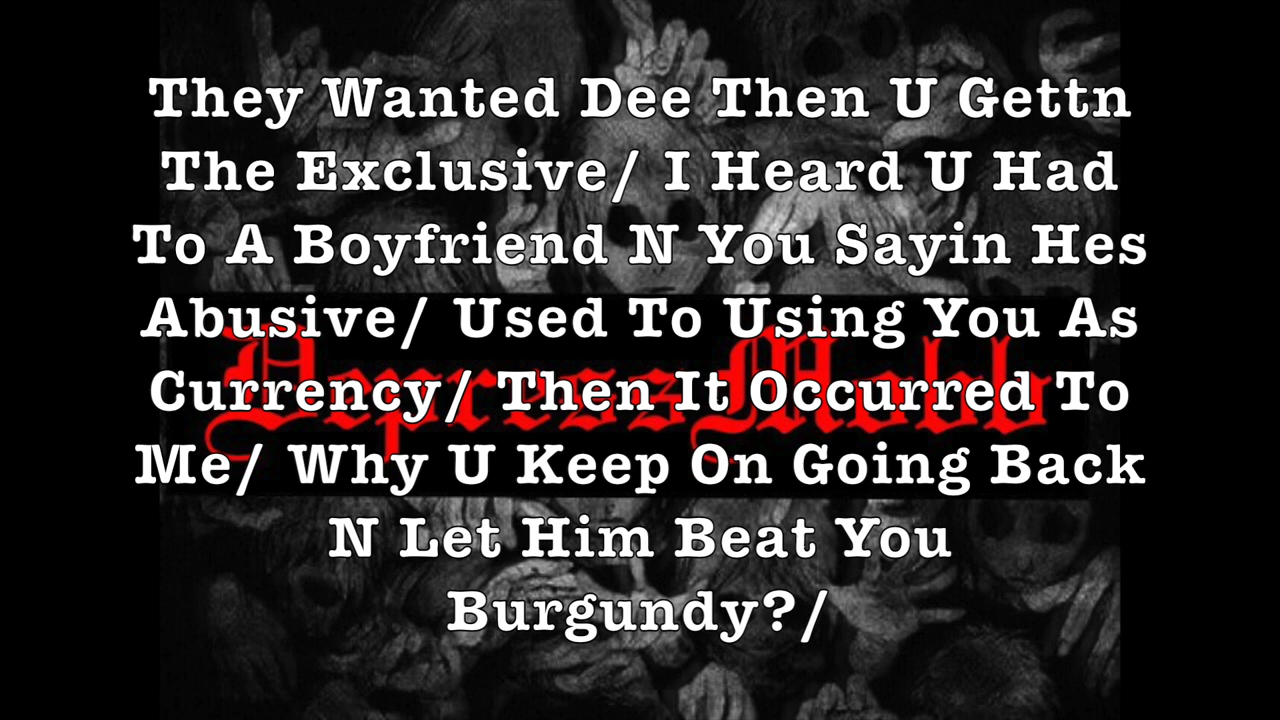 They Wanted Dee Then U Gettn
The Exclusive/ I Heard U Had
To A Boyfriend N You Sayin Hes
Abusive/ Used To Using You As
Currency/ Then It Occurred To
Me/ Why U Keep On Going Back
N Let Him Beat You
Burgundy?/
DepressMobb